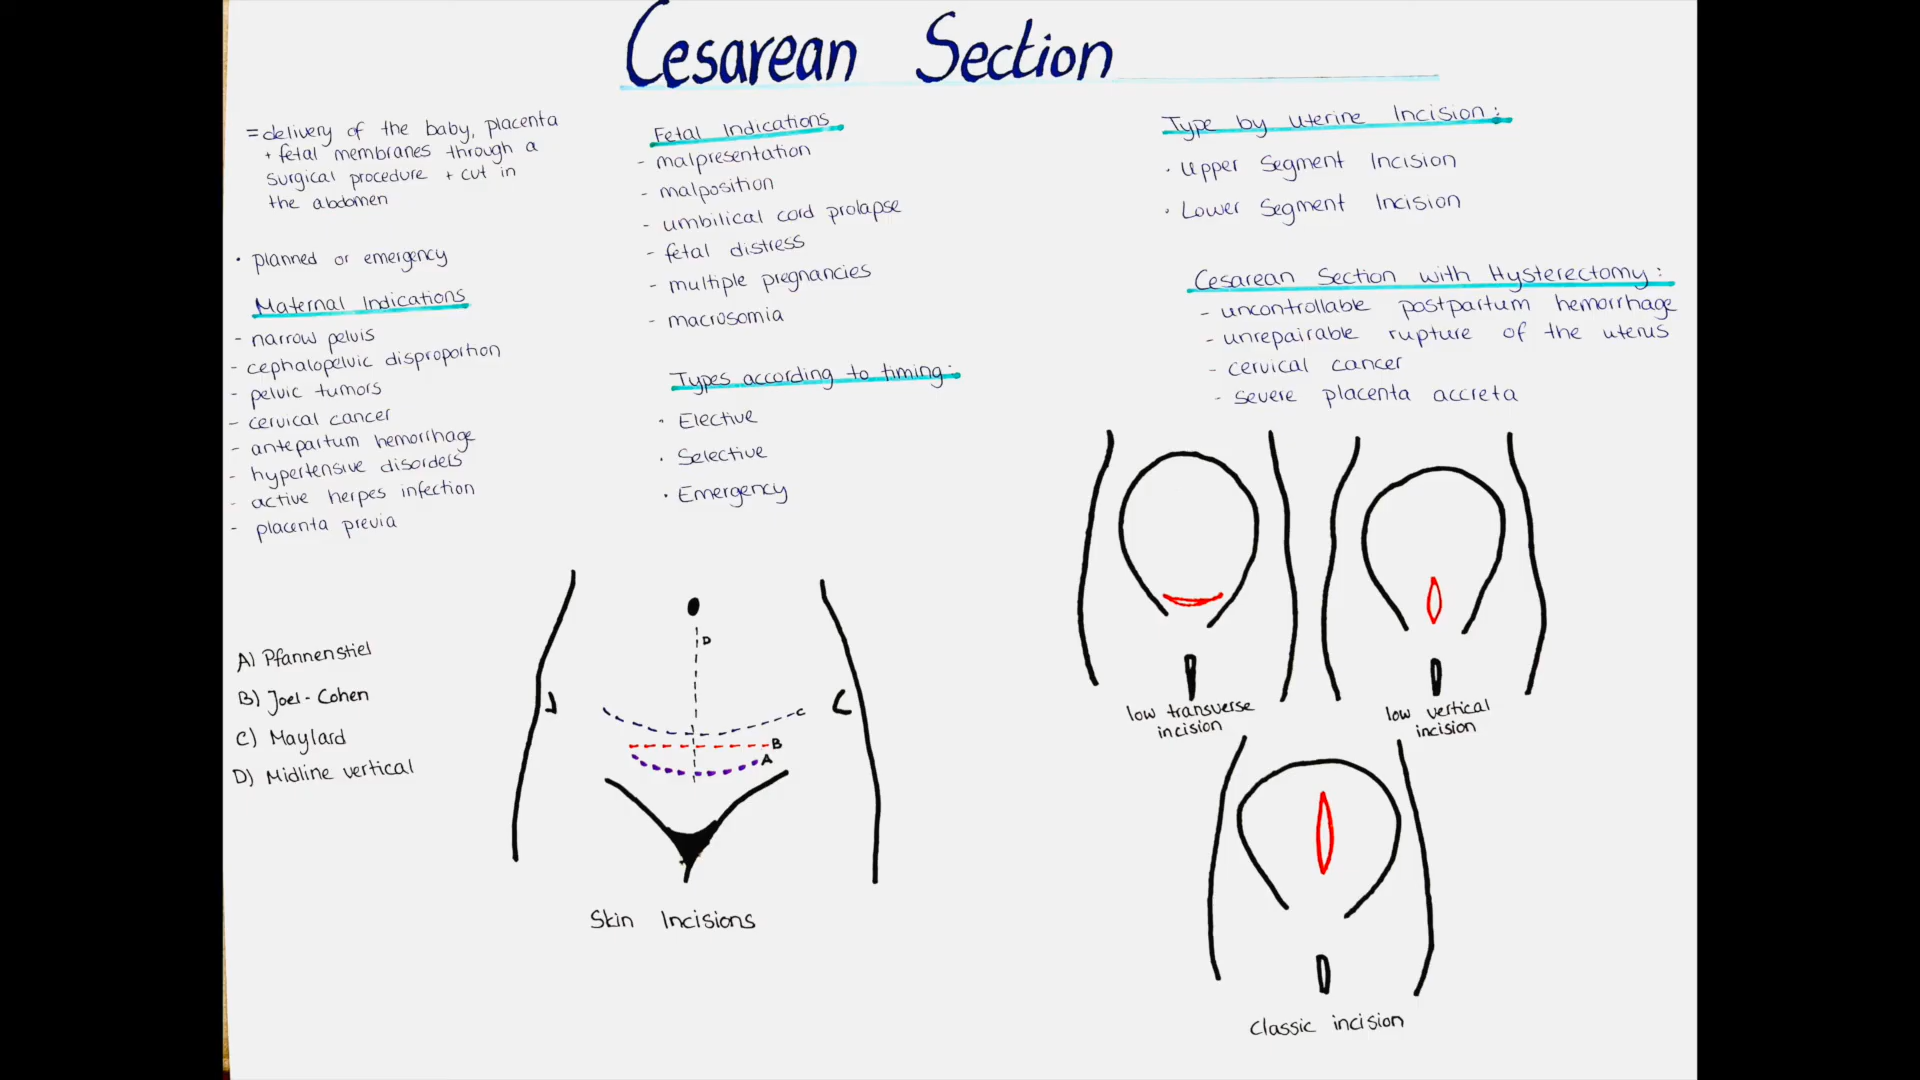 Cesarean Section
= delivery of the baby, placenta
+ fetal membranes through a
surgical procedure + cut in
the abdomen
• planned or emergency
Maternal Indications
- narrow pelvis
- cephalopelvic disproportion
- pelvic tumors
- cervical cancer
- antepartum hemorrhage
- hypertensive disorders
- active herpes infection
- placenta previa
Fetal Indications
- malpresentation
- malposition
- umbilical cord prolapse
- fetal distress
- multiple pregnancies
- macrosomia
Types according to timing:
• Elective
• Selective
• Emergency
Type by Uterine Incision:
• Upper Segment Incision
• Lower Segment Incision
Cesarean Section with Hysterectomy:
- uncontrollable postpartum hemorrhage
- unrepairable rupture of the uterus
- cervical cancer
- severe placenta accreta
A) Pfannenstiel
B) Joel-Cohen
C) Maylard
D) Midline vertical
D
C
B
A
Skin Incisions
low transverse
incision
low vertical
incision
classic incision